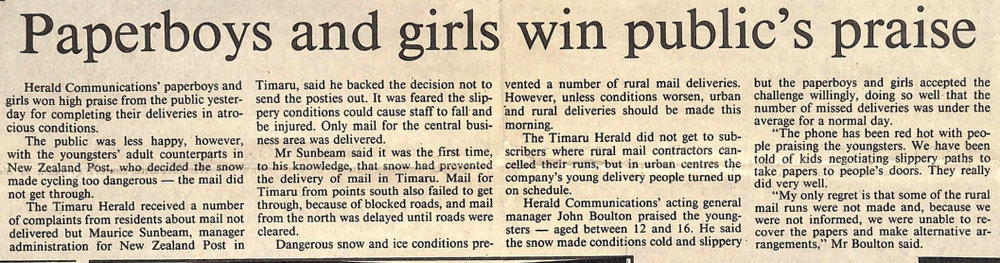 Paperboys and girls win public's praise
Herald Communications' paperboys and
girls won high praise from the public yester-
day for completing their deliveries in atro-
cious conditions.
The public was less happy, however,
with the youngsters' adult counterparts in
New Zealand Post, who decided the snow
made cycling too dangerous — the mail did
not get through.
The Timaru Herald received a number
of complaints from residents about mail not
delivered but Maurice Sunbeam, manager
administration for New Zealand Post in
Timaru, said he backed the decision not to
send the posties out. It was feared the slip-
pery conditions could cause staff to fall and
be injured. Only mail for the central busi-
ness area was delivered.
Mr Sunbeam said it was the first time,
to his knowledge, that snow had prevented
the delivery of mail in Timaru. Mail for
Timaru from points south also failed to get
through, because of blocked roads, and mail
from the north was delayed until roads were
cleared.
Dangerous snow and ice conditions pre-
vented a number of rural mail deliveries.
However, unless conditions worsen, urban
and rural deliveries should be made this
morning.
The Timaru Herald did not get to sub-
scribers where rural mail contractors can-
celled their runs, but in urban centres the
company's young delivery people turned up
on schedule.
Herald Communications' acting general
manager John Boulton praised the young-
sters — aged between 12 and 16. He said
the snow made conditions cold and slippery
but the paperboys and girls accepted the
challenge willingly, doing so well that the
number of missed deliveries was under the
average for a normal day.
"The phone has been red hot with peo-
ple praising the youngsters. We have been
told of kids negotiating slippery paths to
take papers to people's doors. They really
did very well.
"My only regret is that some of the rural
mail runs were not made and, because we
were not informed, we were unable to re-
cover the papers and make alternative ar-
rangements," Mr Boulton said.